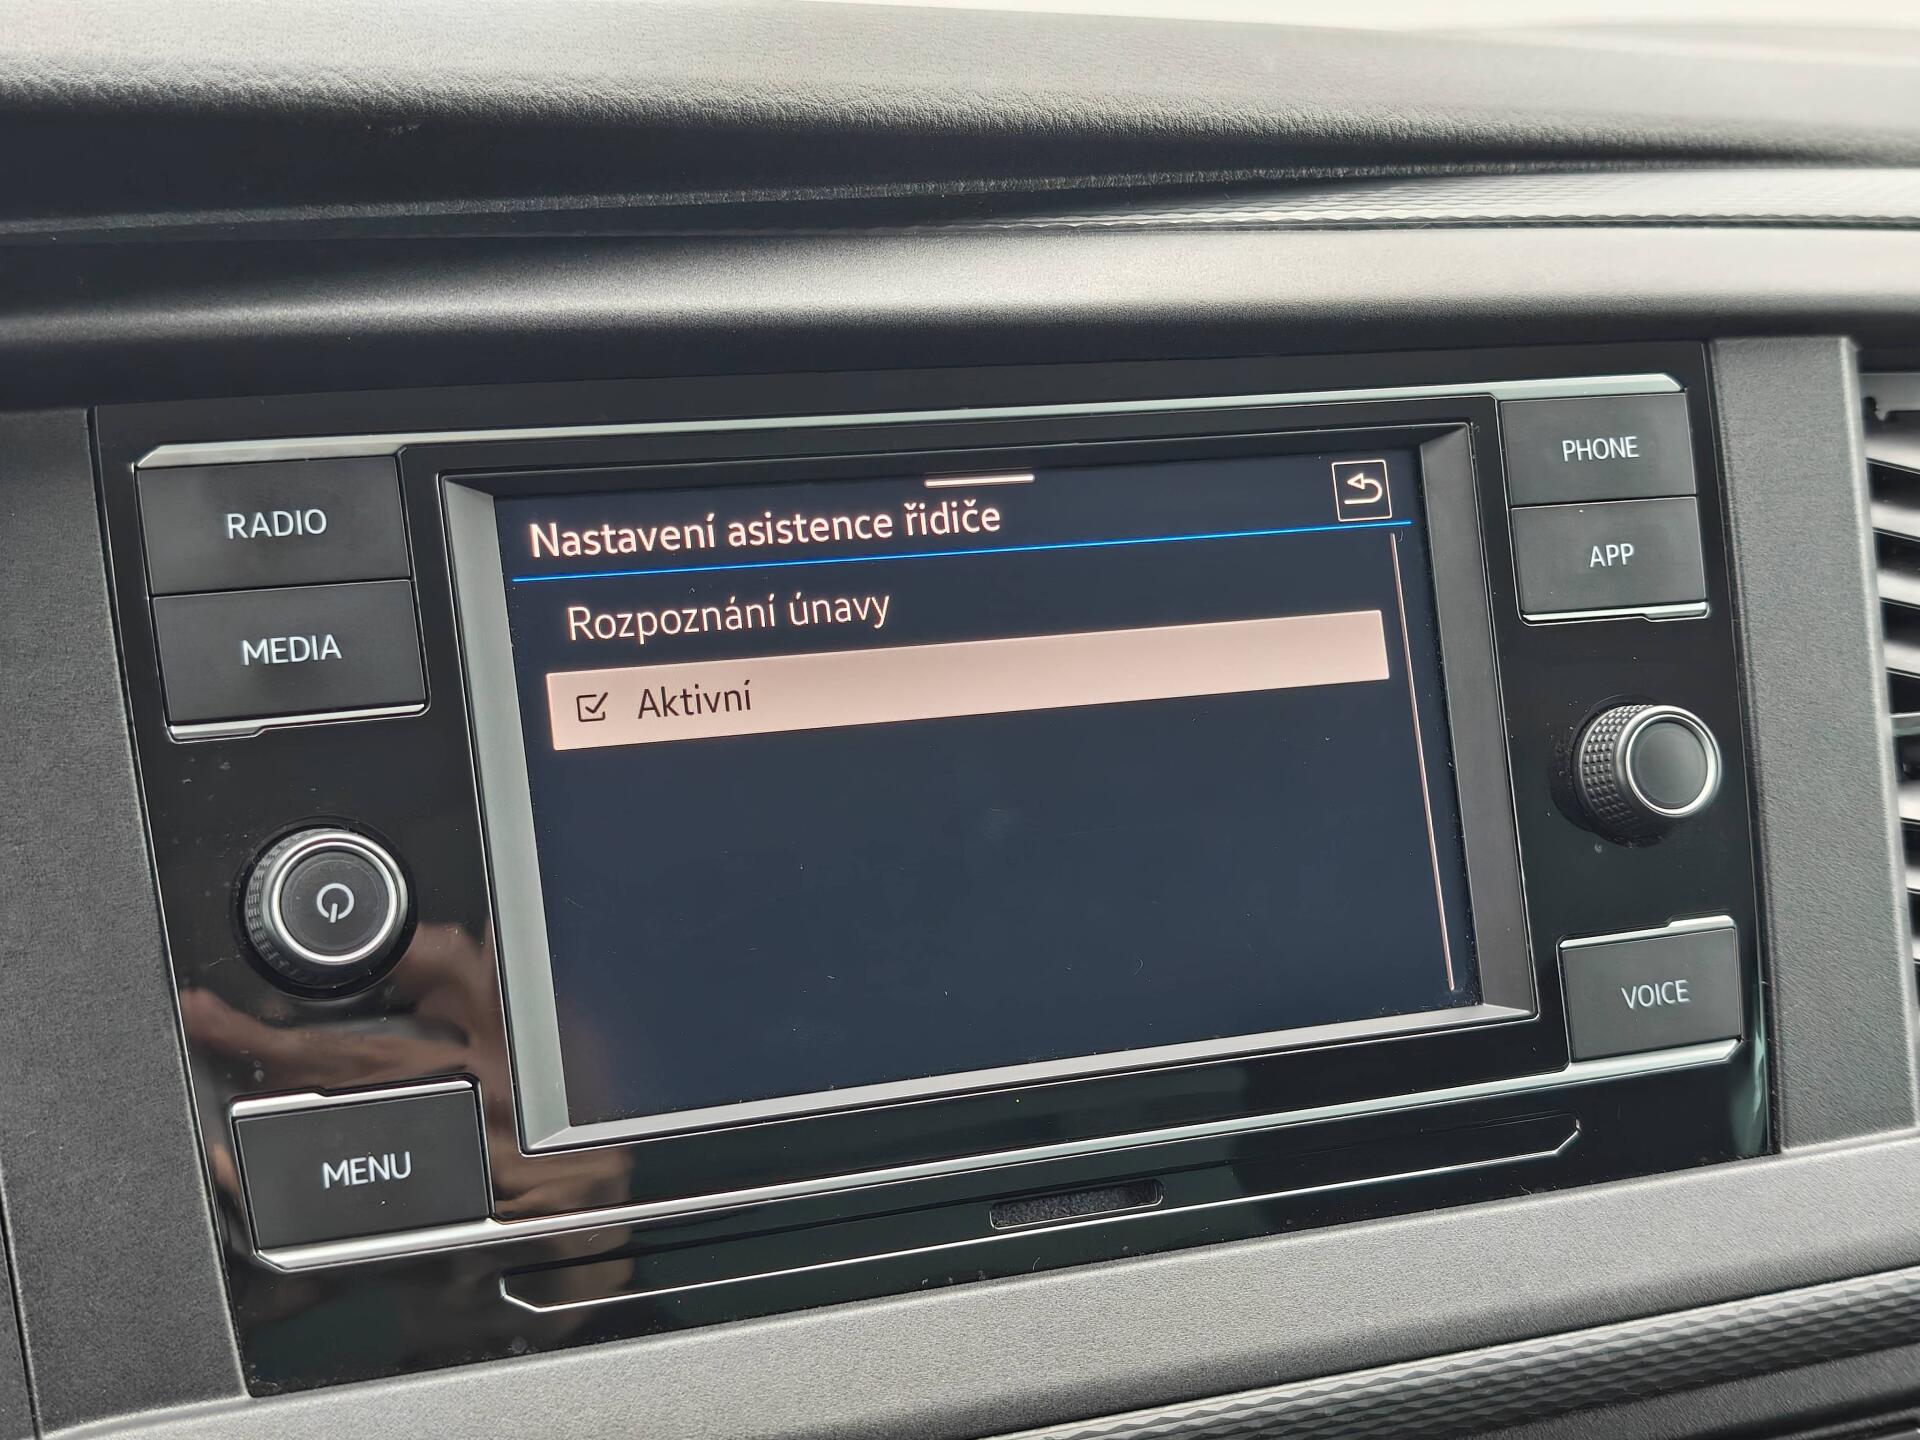 RADIO
MEDIA
MENU
Nastavení asistence řidiče
Rozpoznání únavy
Aktivní
PHONE
APP
VOICE